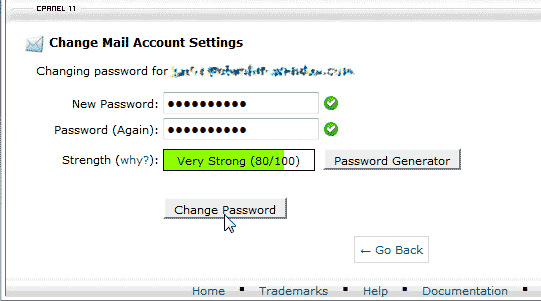 CPANEL 11
Change Mail Account Settings
Changing password for
New Password: ●●●●●●●●●●
Password (Again): ●●●●●●●●●●
Strength (why?): Very Strong (80/100) Password Generator
Change Password
← Go Back
Home ▪ Trademarks ▪ Help ▪ Documentation ▪